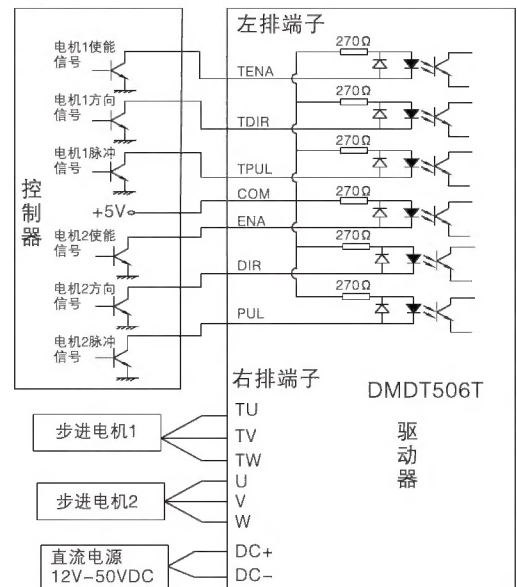 左排端子
电机1使能
信号
TENA
270Ω
电机1方向
信号
TDIR
270Ω
电机1脉冲
信号
TPUL
270Ω
控制器
+5V
COM
270Ω
电机2使能
信号
ENA
270Ω
电机2方向
信号
DIR
270Ω
电机2脉冲
信号
PUL
右排端子
DMDT506T
驱动器
步进电机1
TU
TV
TW
步进电机2
U
V
W
直流电源
12V-50VDC
DC+
DC-